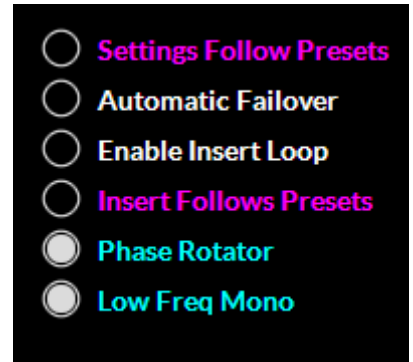 Settings Follow Presets
Automatic Failover
Enable Insert Loop
Insert Follows Presets
Phase Rotator
Low Freq Mono